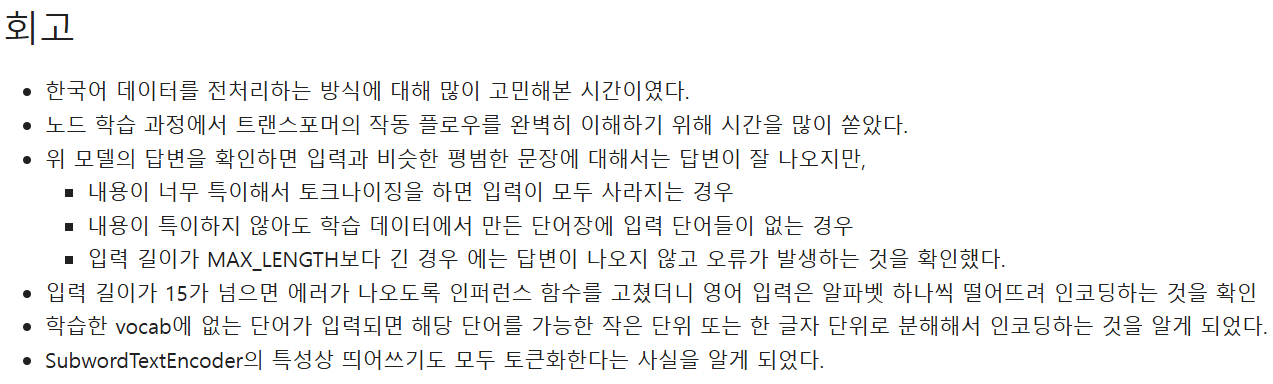 회고
한국어 데이터를 전처리하는 방식에 대해 많이 고민해본 시간이였다.
노드 학습 과정에서 트랜스포머의 작동 플로우를 완벽히 이해하기 위해 시간을 많이 쏟았다.
위 모델의 답변을 확인하면 입력과 비슷한 평범한 문장에 대해서는 답변이 잘 나오지만,
내용이 너무 특이해서 토크나이징을 하면 입력이 모두 사라지는 경우
내용이 특이하지 않아도 학습 데이터에서 만든 단어장에 입력 단어들이 없는 경우
입력 길이가 MAX_LENGTH보다 긴 경우 에는 답변이 나오지 않고 오류가 발생하는 것을 확인했다.
입력 길이가 15가 넘으면 에러가 나오도록 인퍼런스 함수를 고쳤더니 영어 입력은 알파벳 하나씩 떨어뜨려 인코딩하는 것을 확인
학습한 vocab에 없는 단어가 입력되면 해당 단어를 가능한 작은 단위 또는 한 글자 단위로 분해해서 인코딩하는 것을 알게 되었다.
SubwordTextEncoder의 특성상 띄어쓰기도 모두 토큰화한다는 사실을 알게 되었다.